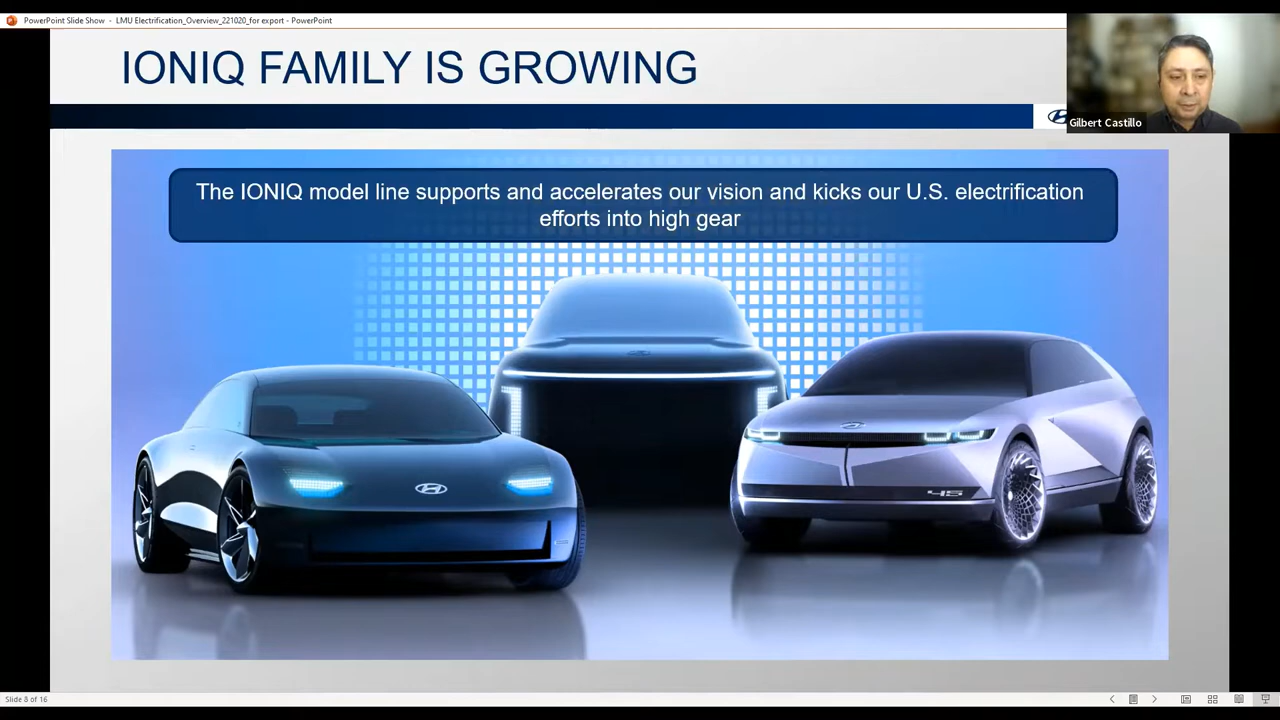 PowerPoint Slide Show - LMU Electrification_Overview_221020_for export - PowerPoint
IONIQ FAMILY IS GROWING
Gilbert Castillo
The IONIQ model line supports and accelerates our vision and kicks our U.S. electrification
efforts into high gear
45
Slide 8 of 16